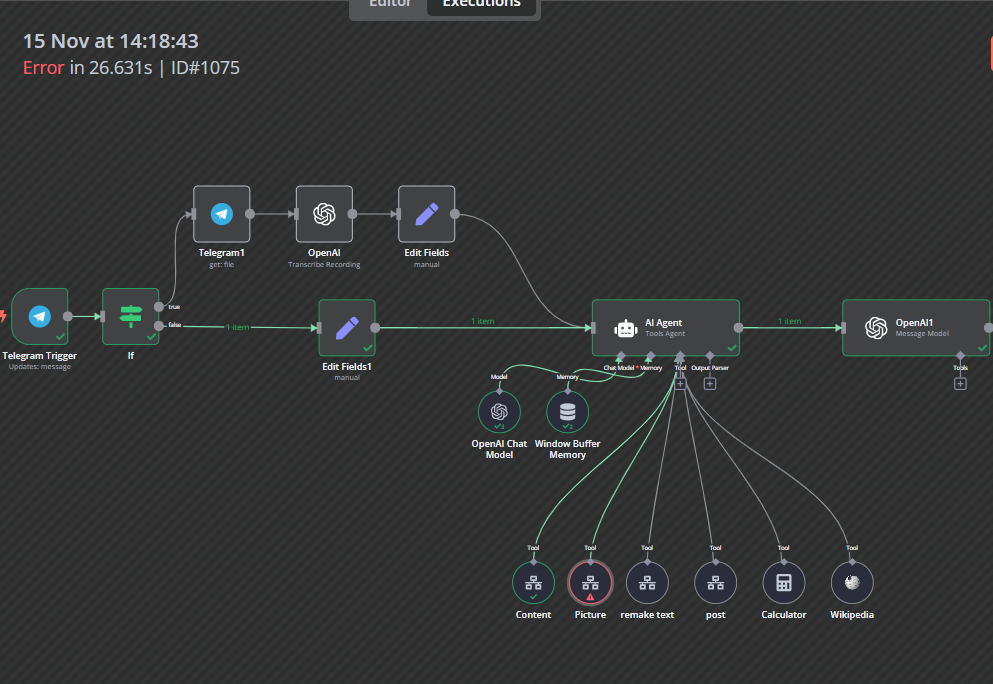 Editor Executions
15 Nov at 14:18:43
Error in 26.631s | ID#1075
Telegram1
get: file
OpenAI
Transcribe Recording
Edit Fields
manual
true
false
1 item
1 item
1 item
Telegram Trigger
Updates: message
If
Edit Fields1
manual
AI Agent
Tools Agent
OpenAI1
Message Model
Chat Model * Memory Tool Output Parser
Tools
Model
Memory
OpenAI Chat
Model
Window Buffer
Memory
Tool Tool Tool Tool Tool Tool
Content Picture remake text post Calculator Wikipedia